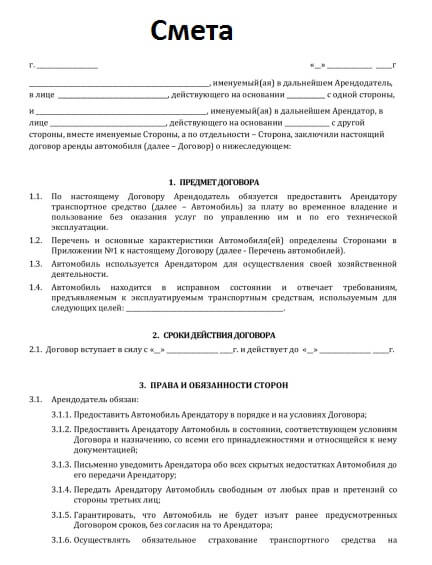 Смета
г. __________________ «__» _____________ _____г
_____________________________________________, именуемый(ая) в дальнейшем Арендодатель,
в лице ___________________________, действующего на основании __________ с одной стороны,
и __________________________________________, именуемый(ая) в дальнейшем Арендатор, в
лице _____________________, действующего на основании ___________ с другой
стороны, вместе именуемые Стороны, а по отдельности – Сторона, заключили настоящий
договор аренды автомобиля (далее – Договор) о нижеследующем:
1. ПРЕДМЕТ ДОГОВОРА
1.1. По настоящему Договору Арендодатель обязуется предоставить Арендатору
транспортное средство (далее – Автомобиль) за плату во временное владение и
пользование без оказания услуг по управлению им и по его технической
эксплуатации.
1.2. Перечень и основные характеристики Автомобиля(ей) определены Сторонами в
Приложении №1 к настоящему Договору (далее - Перечень автомобилей).
1.3. Автомобиль используется Арендатором для осуществления своей хозяйственной
деятельности.
1.4. Автомобиль находится в исправном состоянии и отвечает требованиям,
предъявляемым к эксплуатируемым транспортным средствам, используемым для
следующих целей: _______________________________________.
2. СРОКИ ДЕЙСТВИЯ ДОГОВОРА
2.1. Договор вступает в силу с «__» _____________ ____г. и действует до «__» _____________ _____г.
3. ПРАВА И ОБЯЗАННОСТИ СТОРОН
3.1. Арендодатель обязан:
3.1.1. Предоставить Автомобиль Арендатору в порядке и на условиях Договора;
3.1.2. Предоставить Арендатору Автомобиль в состоянии, соответствующем условиям
Договора и назначению, со всеми его принадлежностями и относящейся к нему
документацией;
3.1.3. Письменно уведомить Арендатора обо всех скрытых недостатках Автомобиля до
его передачи Арендатору;
3.1.4. Передать Арендатору Автомобиль свободным от любых прав и претензий со
стороны третьих лиц;
3.1.5. Гарантировать, что Автомобиль не будет изъят ранее предусмотренных
Договором сроков, без согласия на то Арендатора;
3.1.6. Осуществлять обязательное страхование транспортного средства на